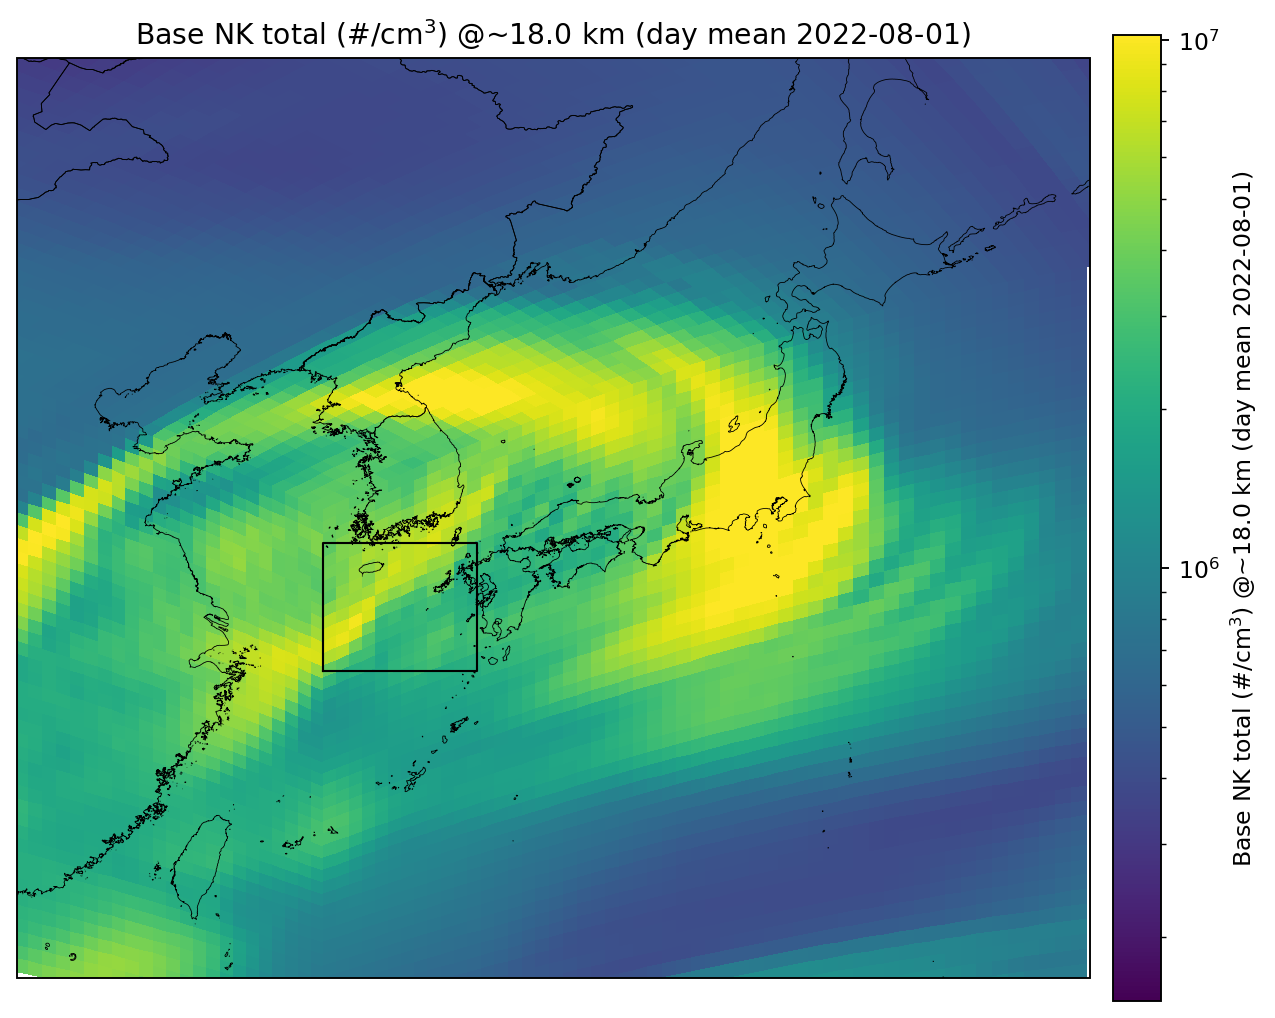 Base NK total (#/cm³) @~18.0 km (day mean 2022-08-01)
10⁷
10⁶
Base NK total (#/cm³) @~18.0 km (day mean 2022-08-01)